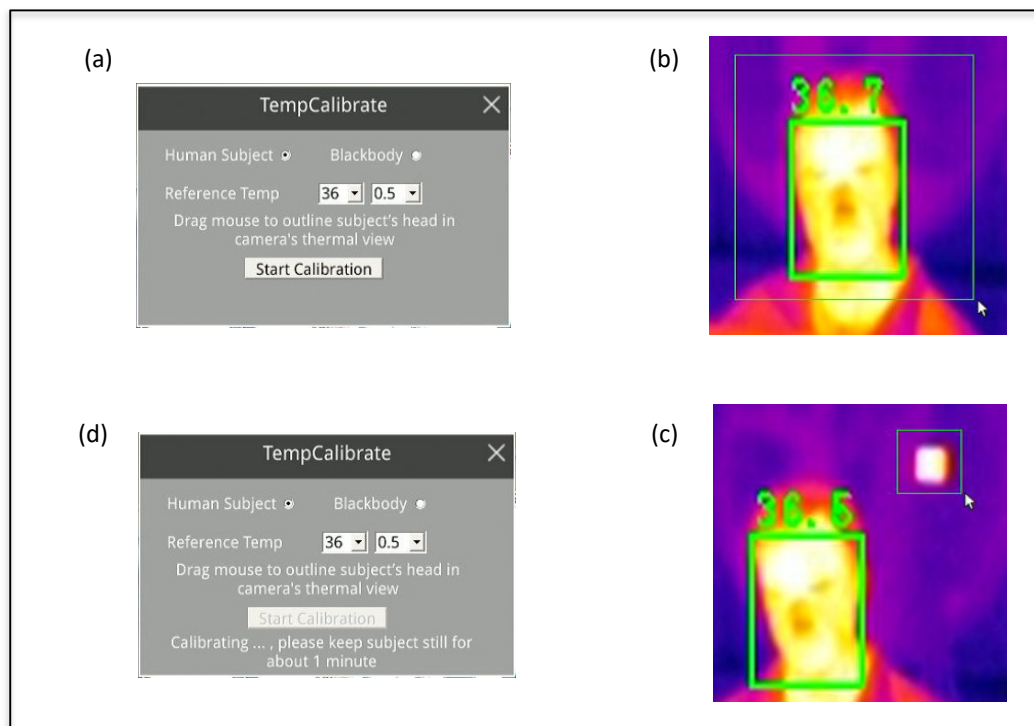 (a)
TempCalibrate
Human Subject Blackbody
Reference Temp 36 0.5
Drag mouse to outline subject's head in
camera's thermal view
Start Calibration
(b)
36.7
(d)
TempCalibrate
Human Subject Blackbody
Reference Temp 36 0.5
Drag mouse to outline subject's head in
camera's thermal view
Start Calibration
Calibrating ... , please keep subject still for
about 1 minute
(c)
36.6